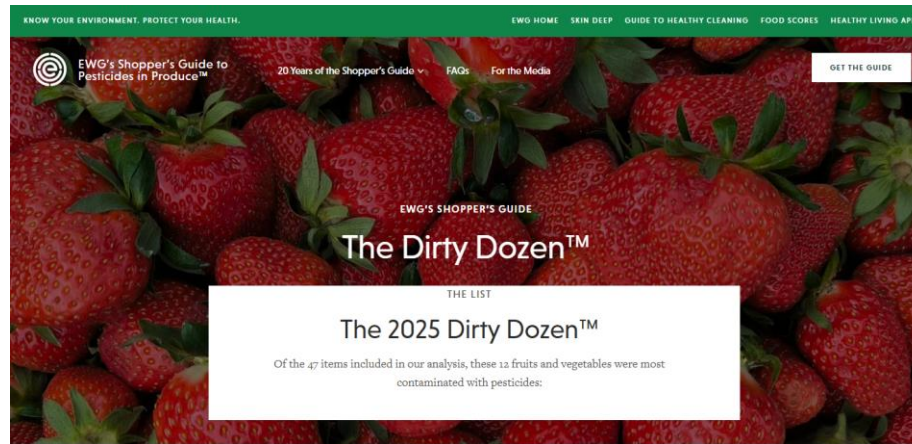 KNOW YOUR ENVIRONMENT. PROTECT YOUR HEALTH.
EWG HOME SKIN DEEP GUIDE TO HEALTHY CLEANING FOOD SCORES HEALTHY LIVING AP
EWG's Shopper's Guide to
Pesticides in Produce™
20 Years of the Shopper's Guide FAQs For the Media
GET THE GUIDE
EWG'S SHOPPER'S GUIDE
The Dirty Dozen™
THE LIST
The 2025 Dirty Dozen™
Of the 47 items included in our analysis, these 12 fruits and vegetables were most
contaminated with pesticides: